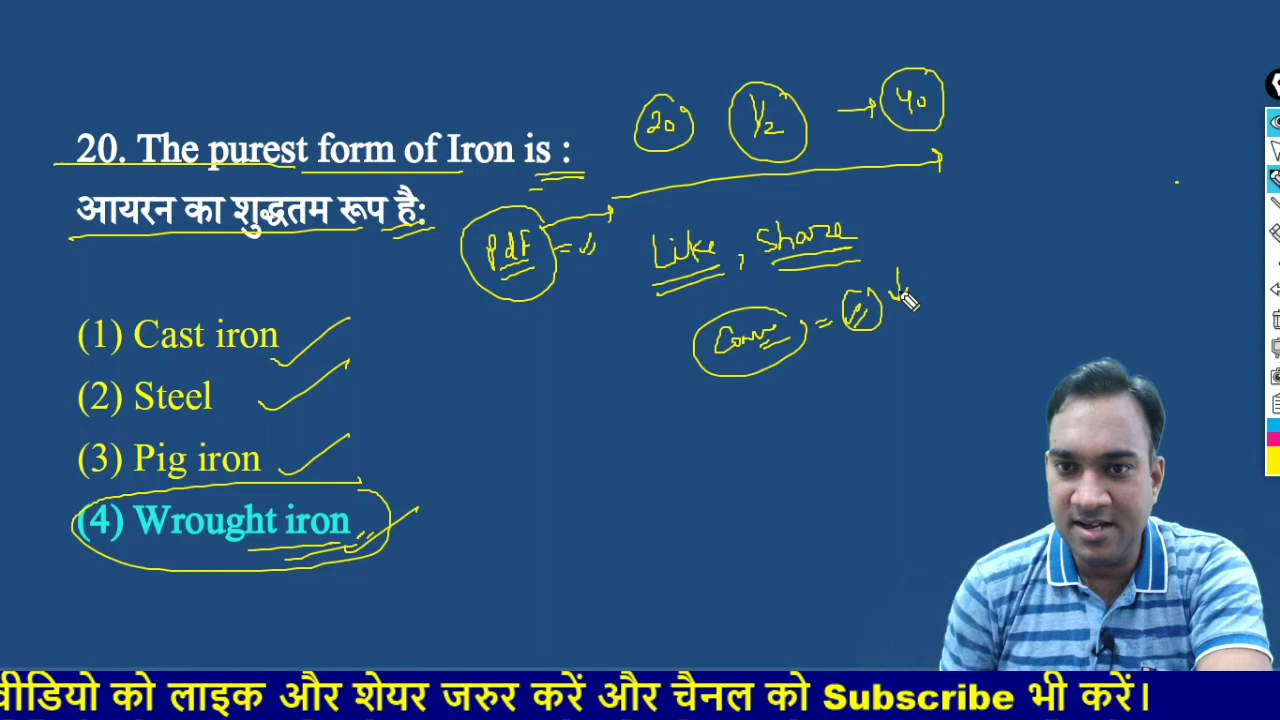 20. The purest form of Iron is :
आयरन का शुद्धतम रूप है:
(1) Cast iron
(2) Steel
(3) Pig iron
(4) Wrought iron
20 1/2 → 40
Pdf =
Like, Share
वीडियो को लाइक और शेयर जरुर करें और चैनल को Subscribe भी करें।